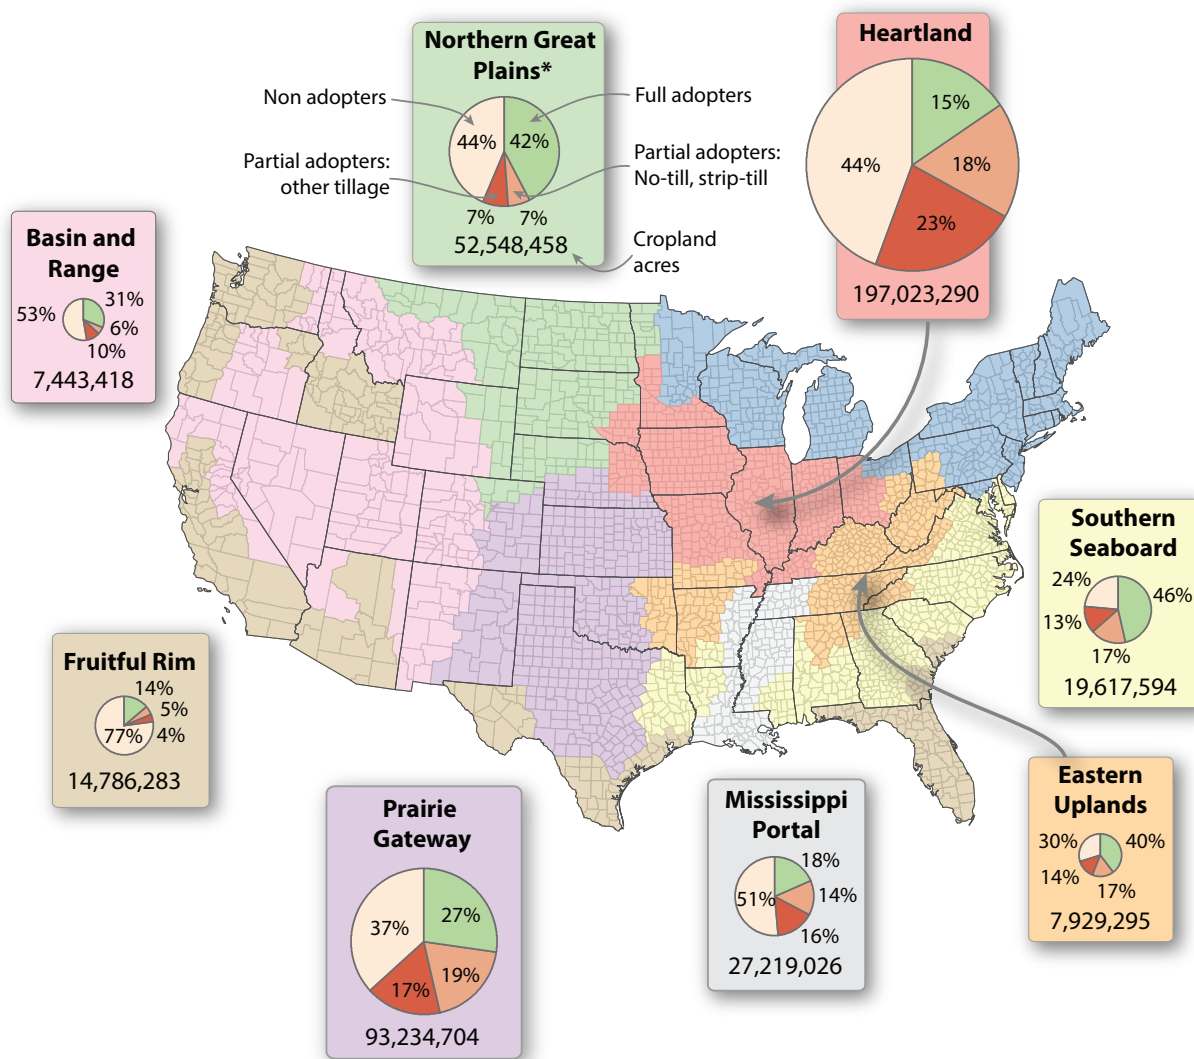 Northern Great
Plains*
Non adopters
Full adopters
44%
42%
Partial adopters:
other tillage
Partial adopters:
No-till, strip-till
7%
7%
52,548,458
Cropland
acres
Heartland
15%
18%
44%
23%
197,023,290
Basin and
Range
31%
53%
6%
10%
7,443,418
Southern
Seaboard
24%
46%
13%
17%
19,617,594
Fruitful Rim
14%
5%
77%
4%
14,786,283
Prairie
Gateway
37%
27%
19%
17%
93,234,704
Mississippi
Portal
18%
51%
14%
16%
27,219,026
Eastern
Uplands
30%
40%
14%
17%
7,929,295